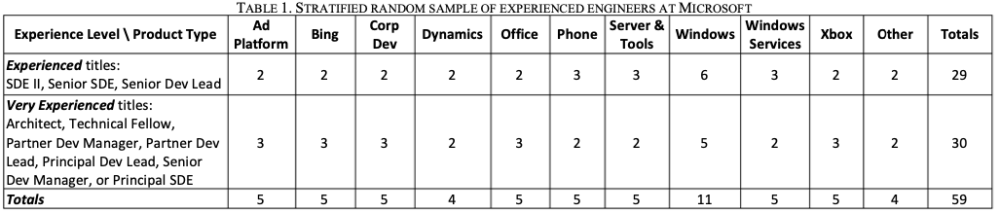 TABLE 1. STRATIFIED RANDOM SAMPLE OF EXPERIENCED ENGINEERS AT MICROSOFT
Experience Level \ Product Type Ad Platform Bing Corp Dev Dynamics Office Phone Server & Tools Windows Windows Services Xbox Other Totals
Experienced titles:
SDE II, Senior SDE, Senior Dev Lead 2 2 2 2 2 3 3 6 3 2 2 29
Very Experienced titles:
Architect, Technical Fellow,
Partner Dev Manager, Partner Dev
Lead, Principal Dev Lead, Senior
Dev Manager, or Principal SDE 3 3 3 2 3 2 2 5 2 3 2 30
Totals 5 5 5 4 5 5 5 11 5 5 4 59